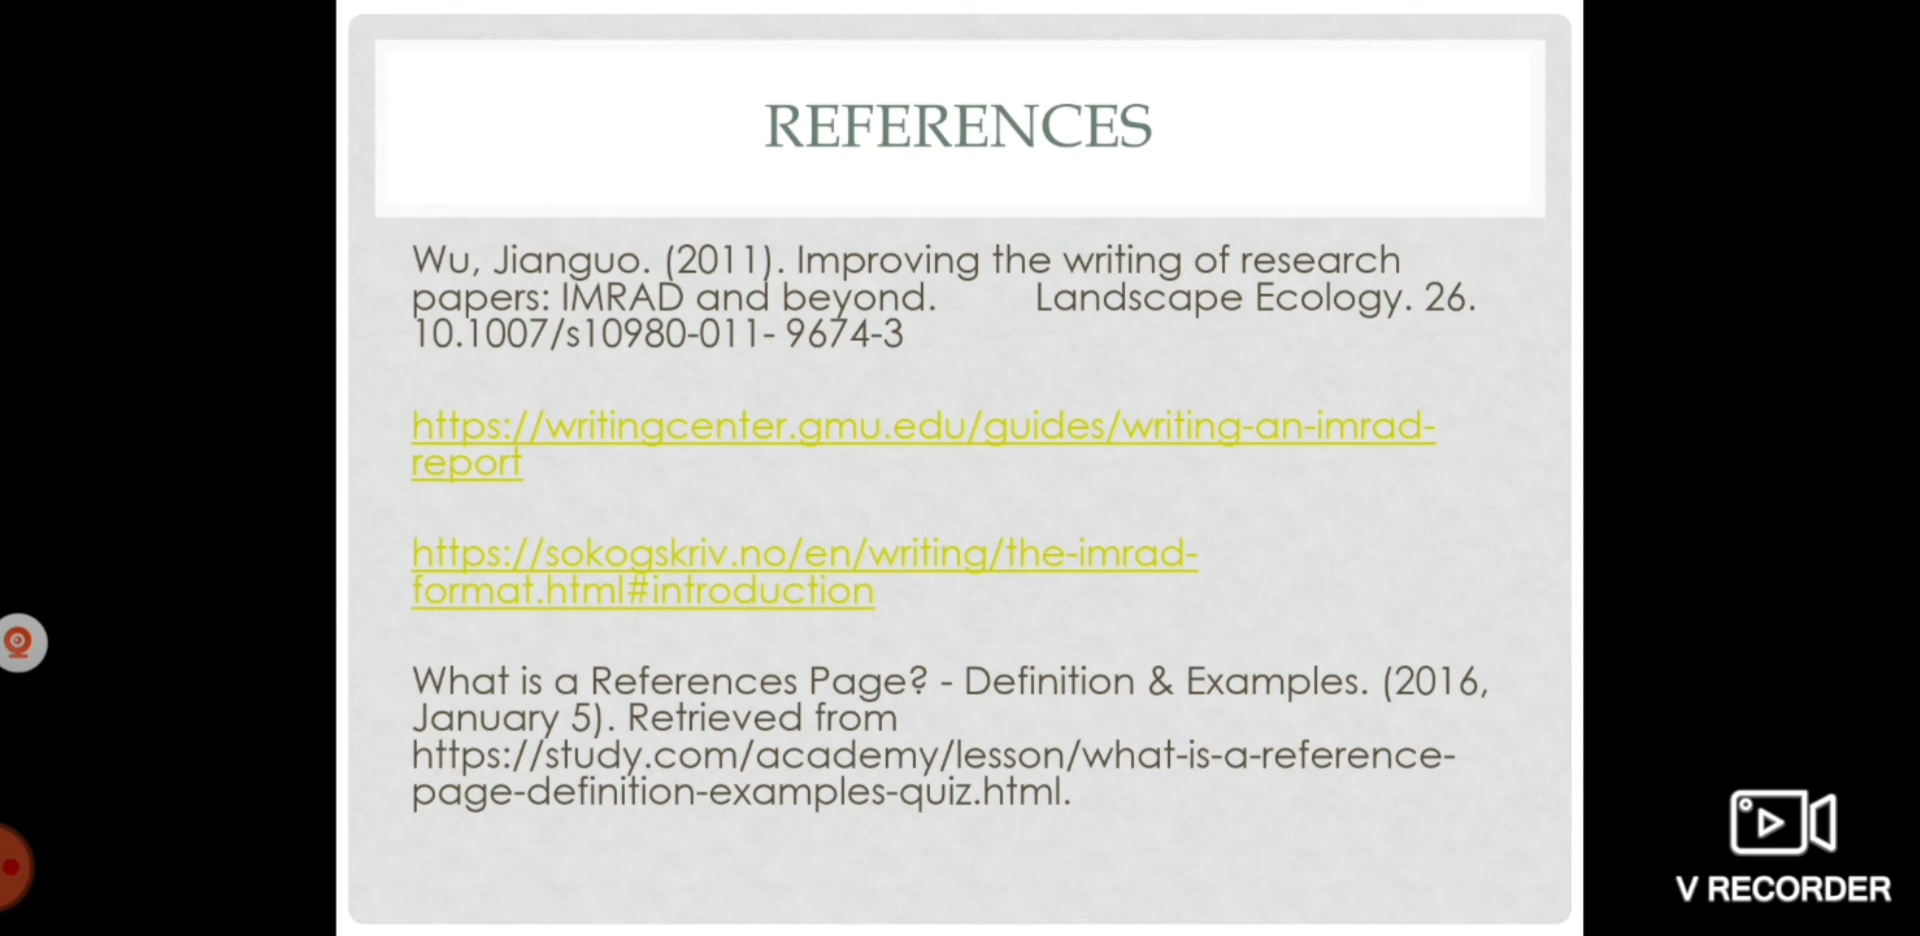 REFERENCES
Wu, Jianguo. (2011). Improving the writing of research
papers: IMRAD and beyond. Landscape Ecology. 26.
10.1007/s10980-011- 9674-3
https://writingcenter.gmu.edu/guides/writing-an-imrad-
report
https://sokogskriv.no/en/writing/the-imrad-
format.html#introduction
What is a References Page? - Definition & Examples. (2016,
January 5). Retrieved from
https://study.com/academy/lesson/what-is-a-reference-
page-definition-examples-quiz.html.
V RECORDER